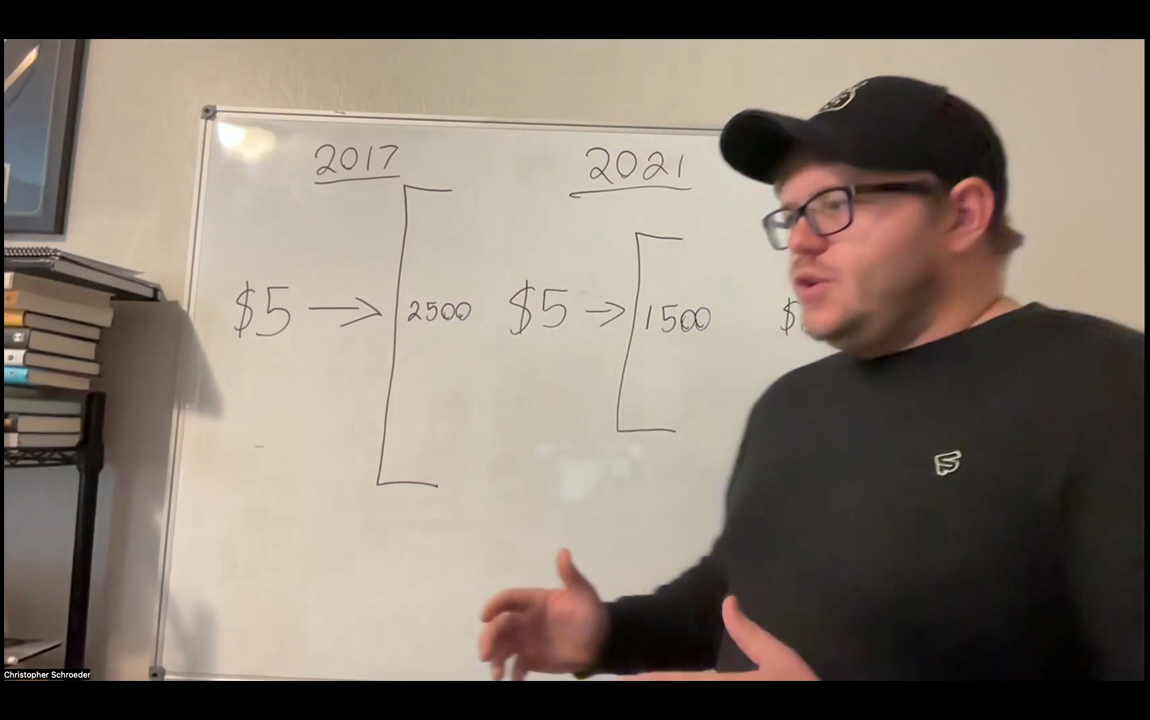 2017
2021
$5 → 2500
$5 → 1500
$
Christopher Schroeder